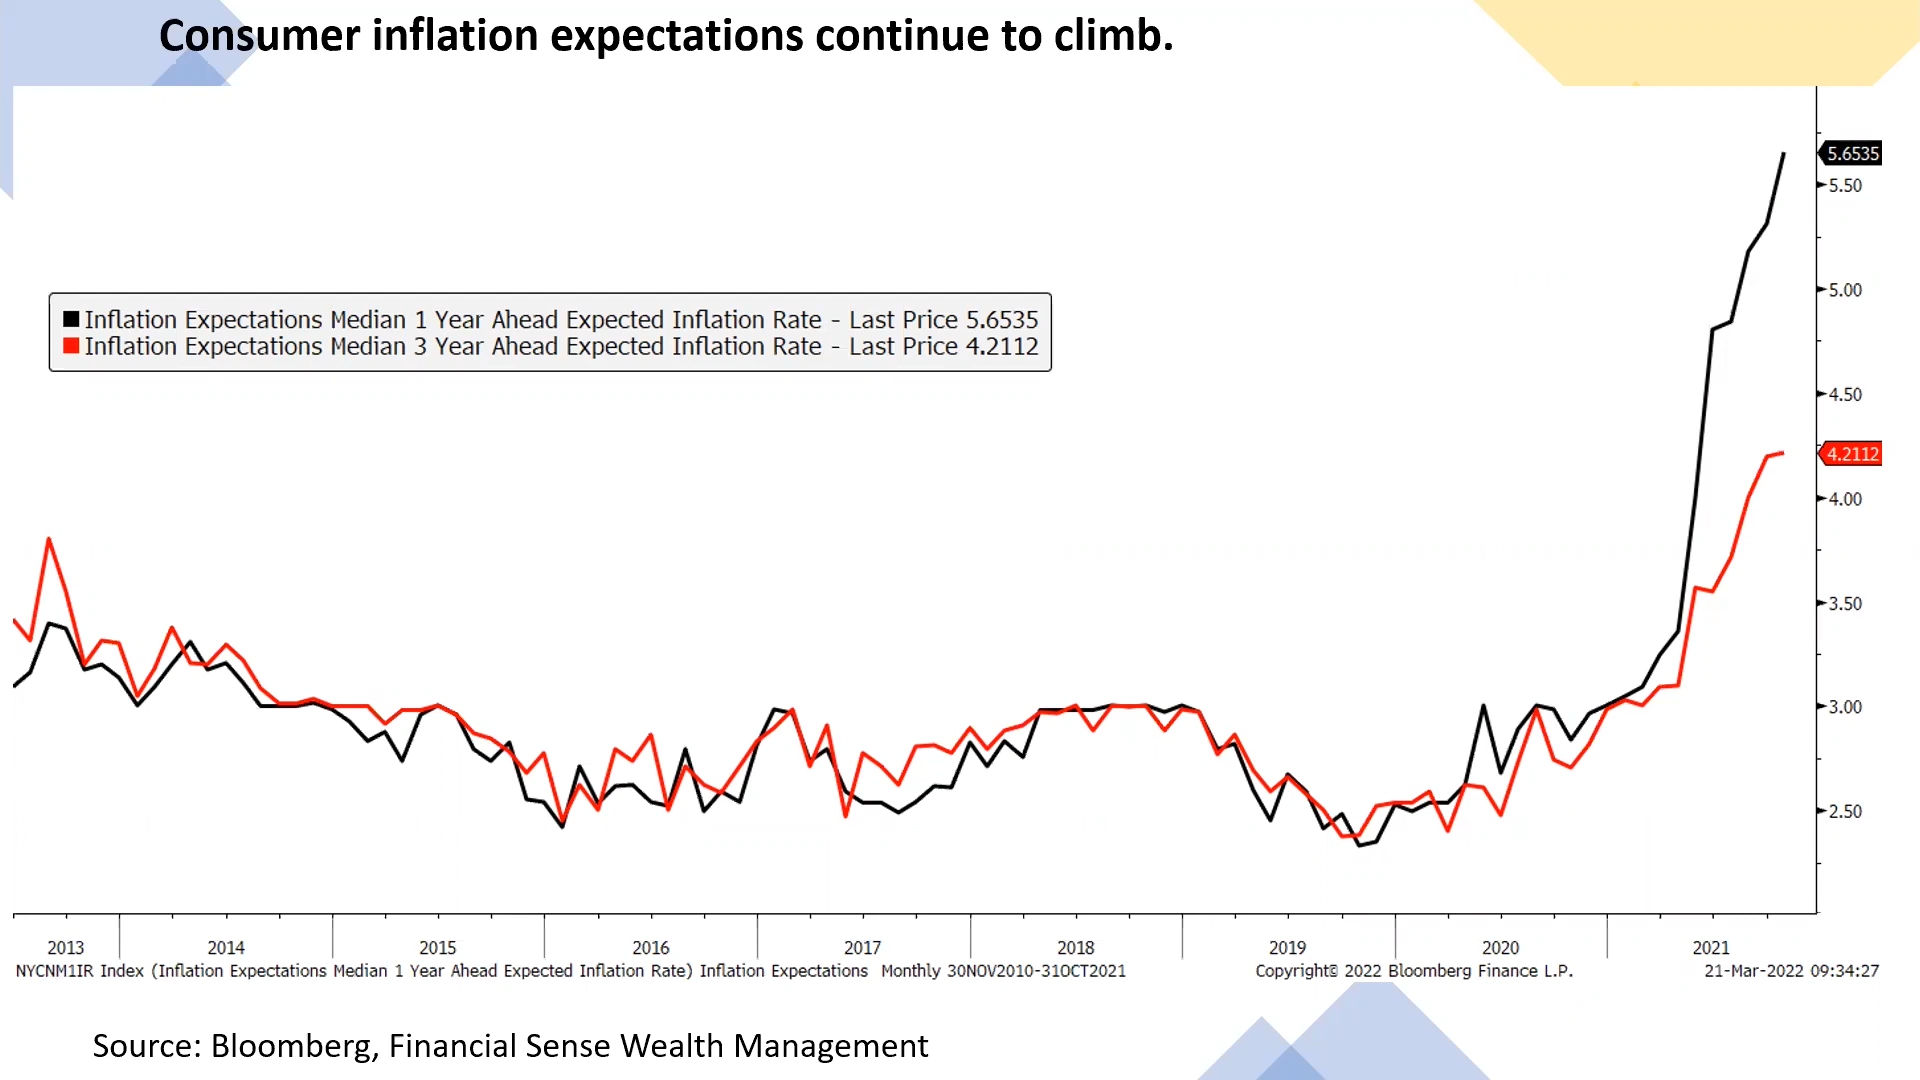 Consumer inflation expectations continue to climb.
5.6535
5.50
5.00
Inflation Expectations Median 1 Year Ahead Expected Inflation Rate - Last Price 5.6535
Inflation Expectations Median 3 Year Ahead Expected Inflation Rate - Last Price 4.2112
4.50
4.2112
4.00
3.50
3.00
2.50
2013 2014 2015 2016 2017 2018 2019 2020 2021
NYCNM1IR Index (Inflation Expectations Median 1 Year Ahead Expected Inflation Rate) Inflation Expectations Monthly 30NOV2010-31OCT2021 Copyright© 2022 Bloomberg Finance L.P. 21-Mar-2022 09:34:27
Source: Bloomberg, Financial Sense Wealth Management